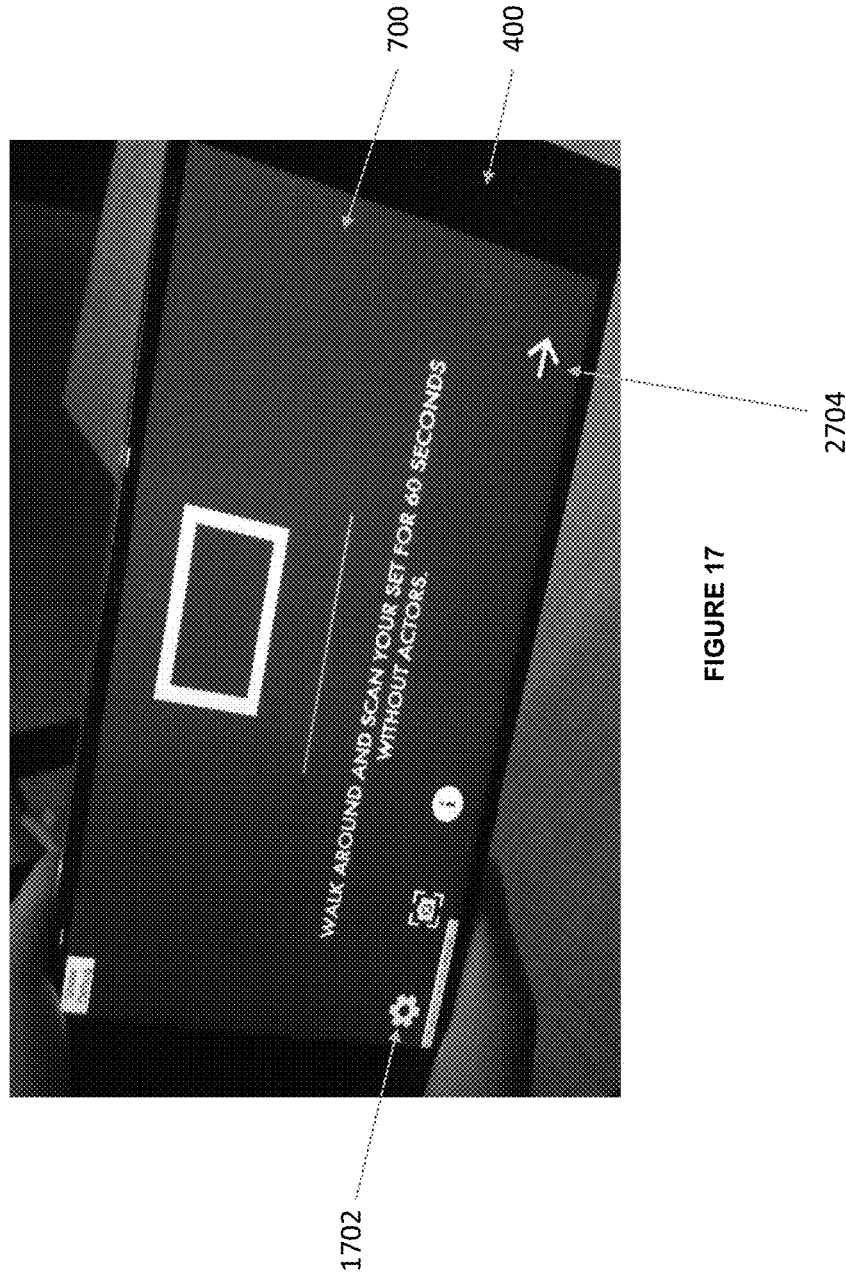 700
400
WALK AROUND AND SCAN YOUR SET FOR 60 SECONDS
WITHOUT ACTORS.
i
1702
2704
FIGURE 17